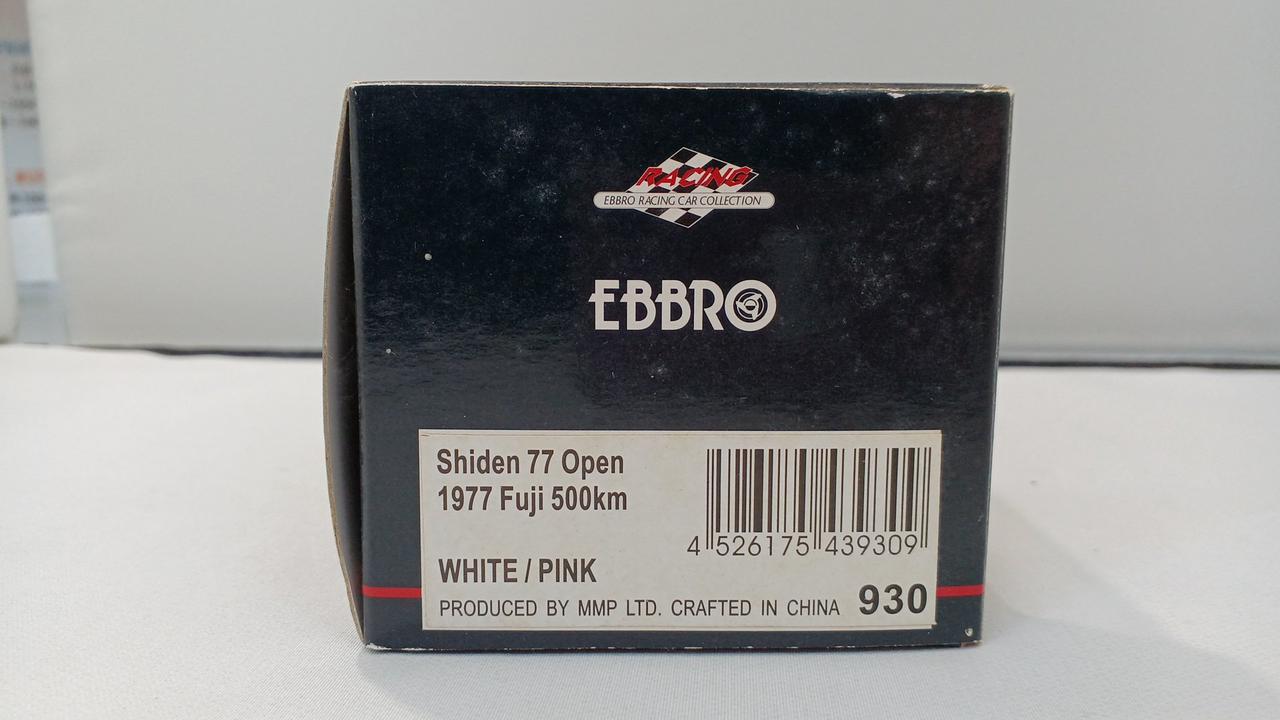 RACING
EBBRO RACING CAR COLLECTION
EBBRO
Shiden 77 Open
1977 Fuji 500km
4 526175 439309
WHITE / PINK
PRODUCED BY MMP LTD. CRAFTED IN CHINA 930